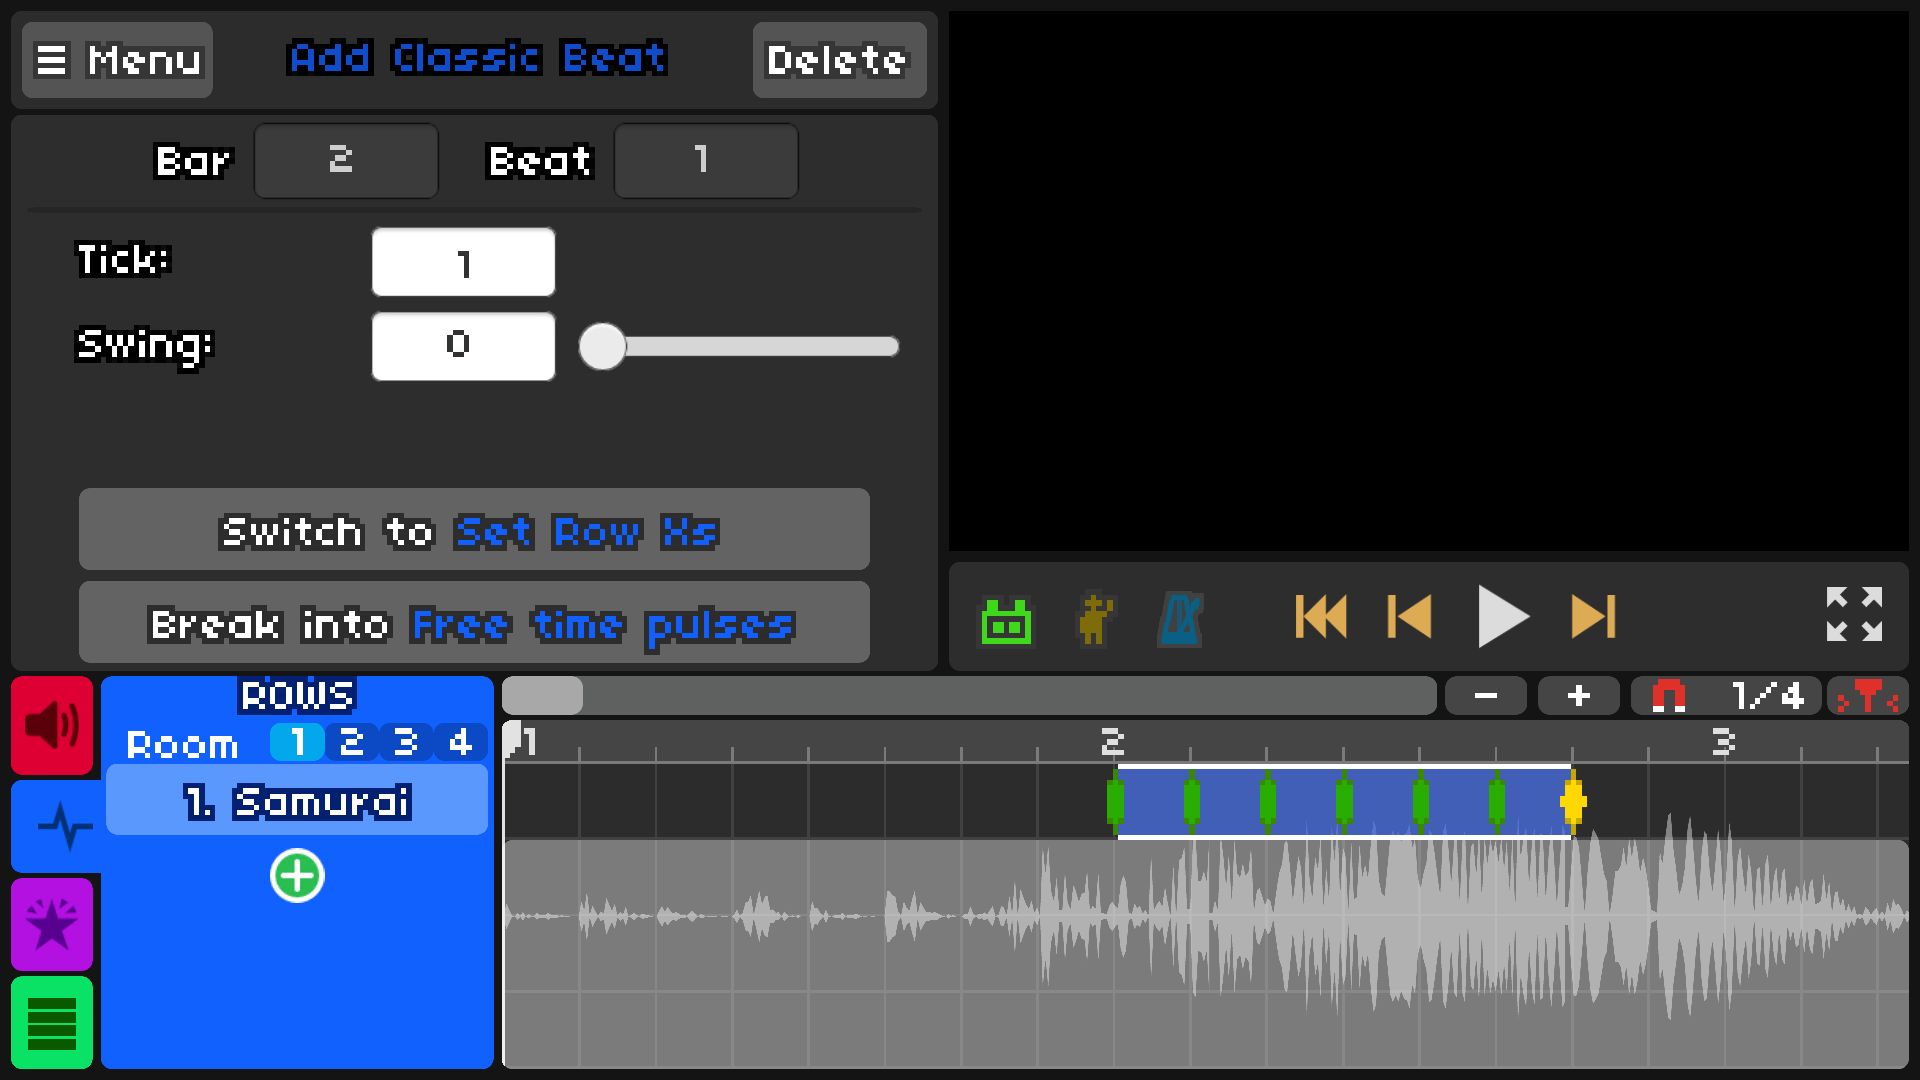 Menu Add Classic Beat Delete
Bar 2 Beat 1
Tick: 1
Swing: 0
Switch to Set Row Xs
Break into Free time pulses
ROWS
Room 1 2 3 4
1. Samurai
- + 1/4
1 2 3